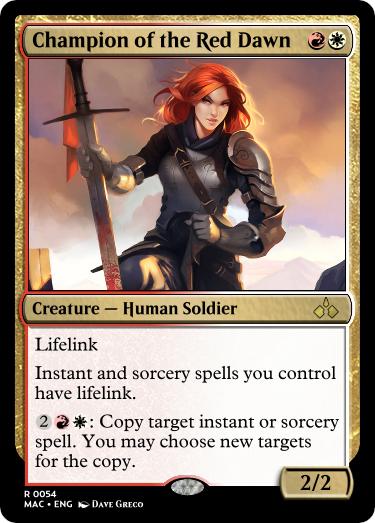 Champion of the Red Dawn
Creature — Human Soldier
Lifelink
Instant and sorcery spells you control
have lifelink.
2: Copy target instant or sorcery
spell. You may choose new targets
for the copy.
2/2
R 0054
MAC • ENG Dave Greco